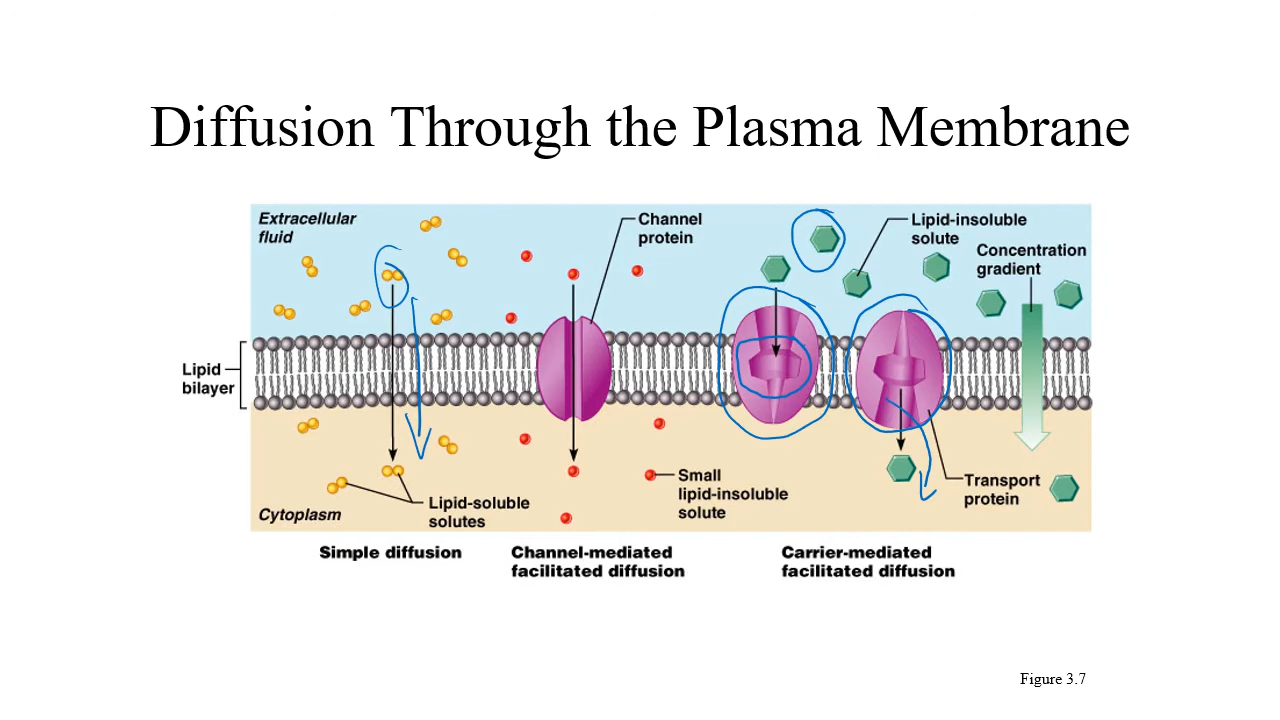 Diffusion Through the Plasma Membrane
Extracellular
fluid
Channel
protein
Lipid-insoluble
solute
Concentration
gradient
Lipid
bilayer
Small
lipid-insoluble
solute
Transport
protein
Lipid-soluble
solutes
Cytoplasm
Simple diffusion
Channel-mediated
facilitated diffusion
Carrier-mediated
facilitated diffusion
Figure 3.7